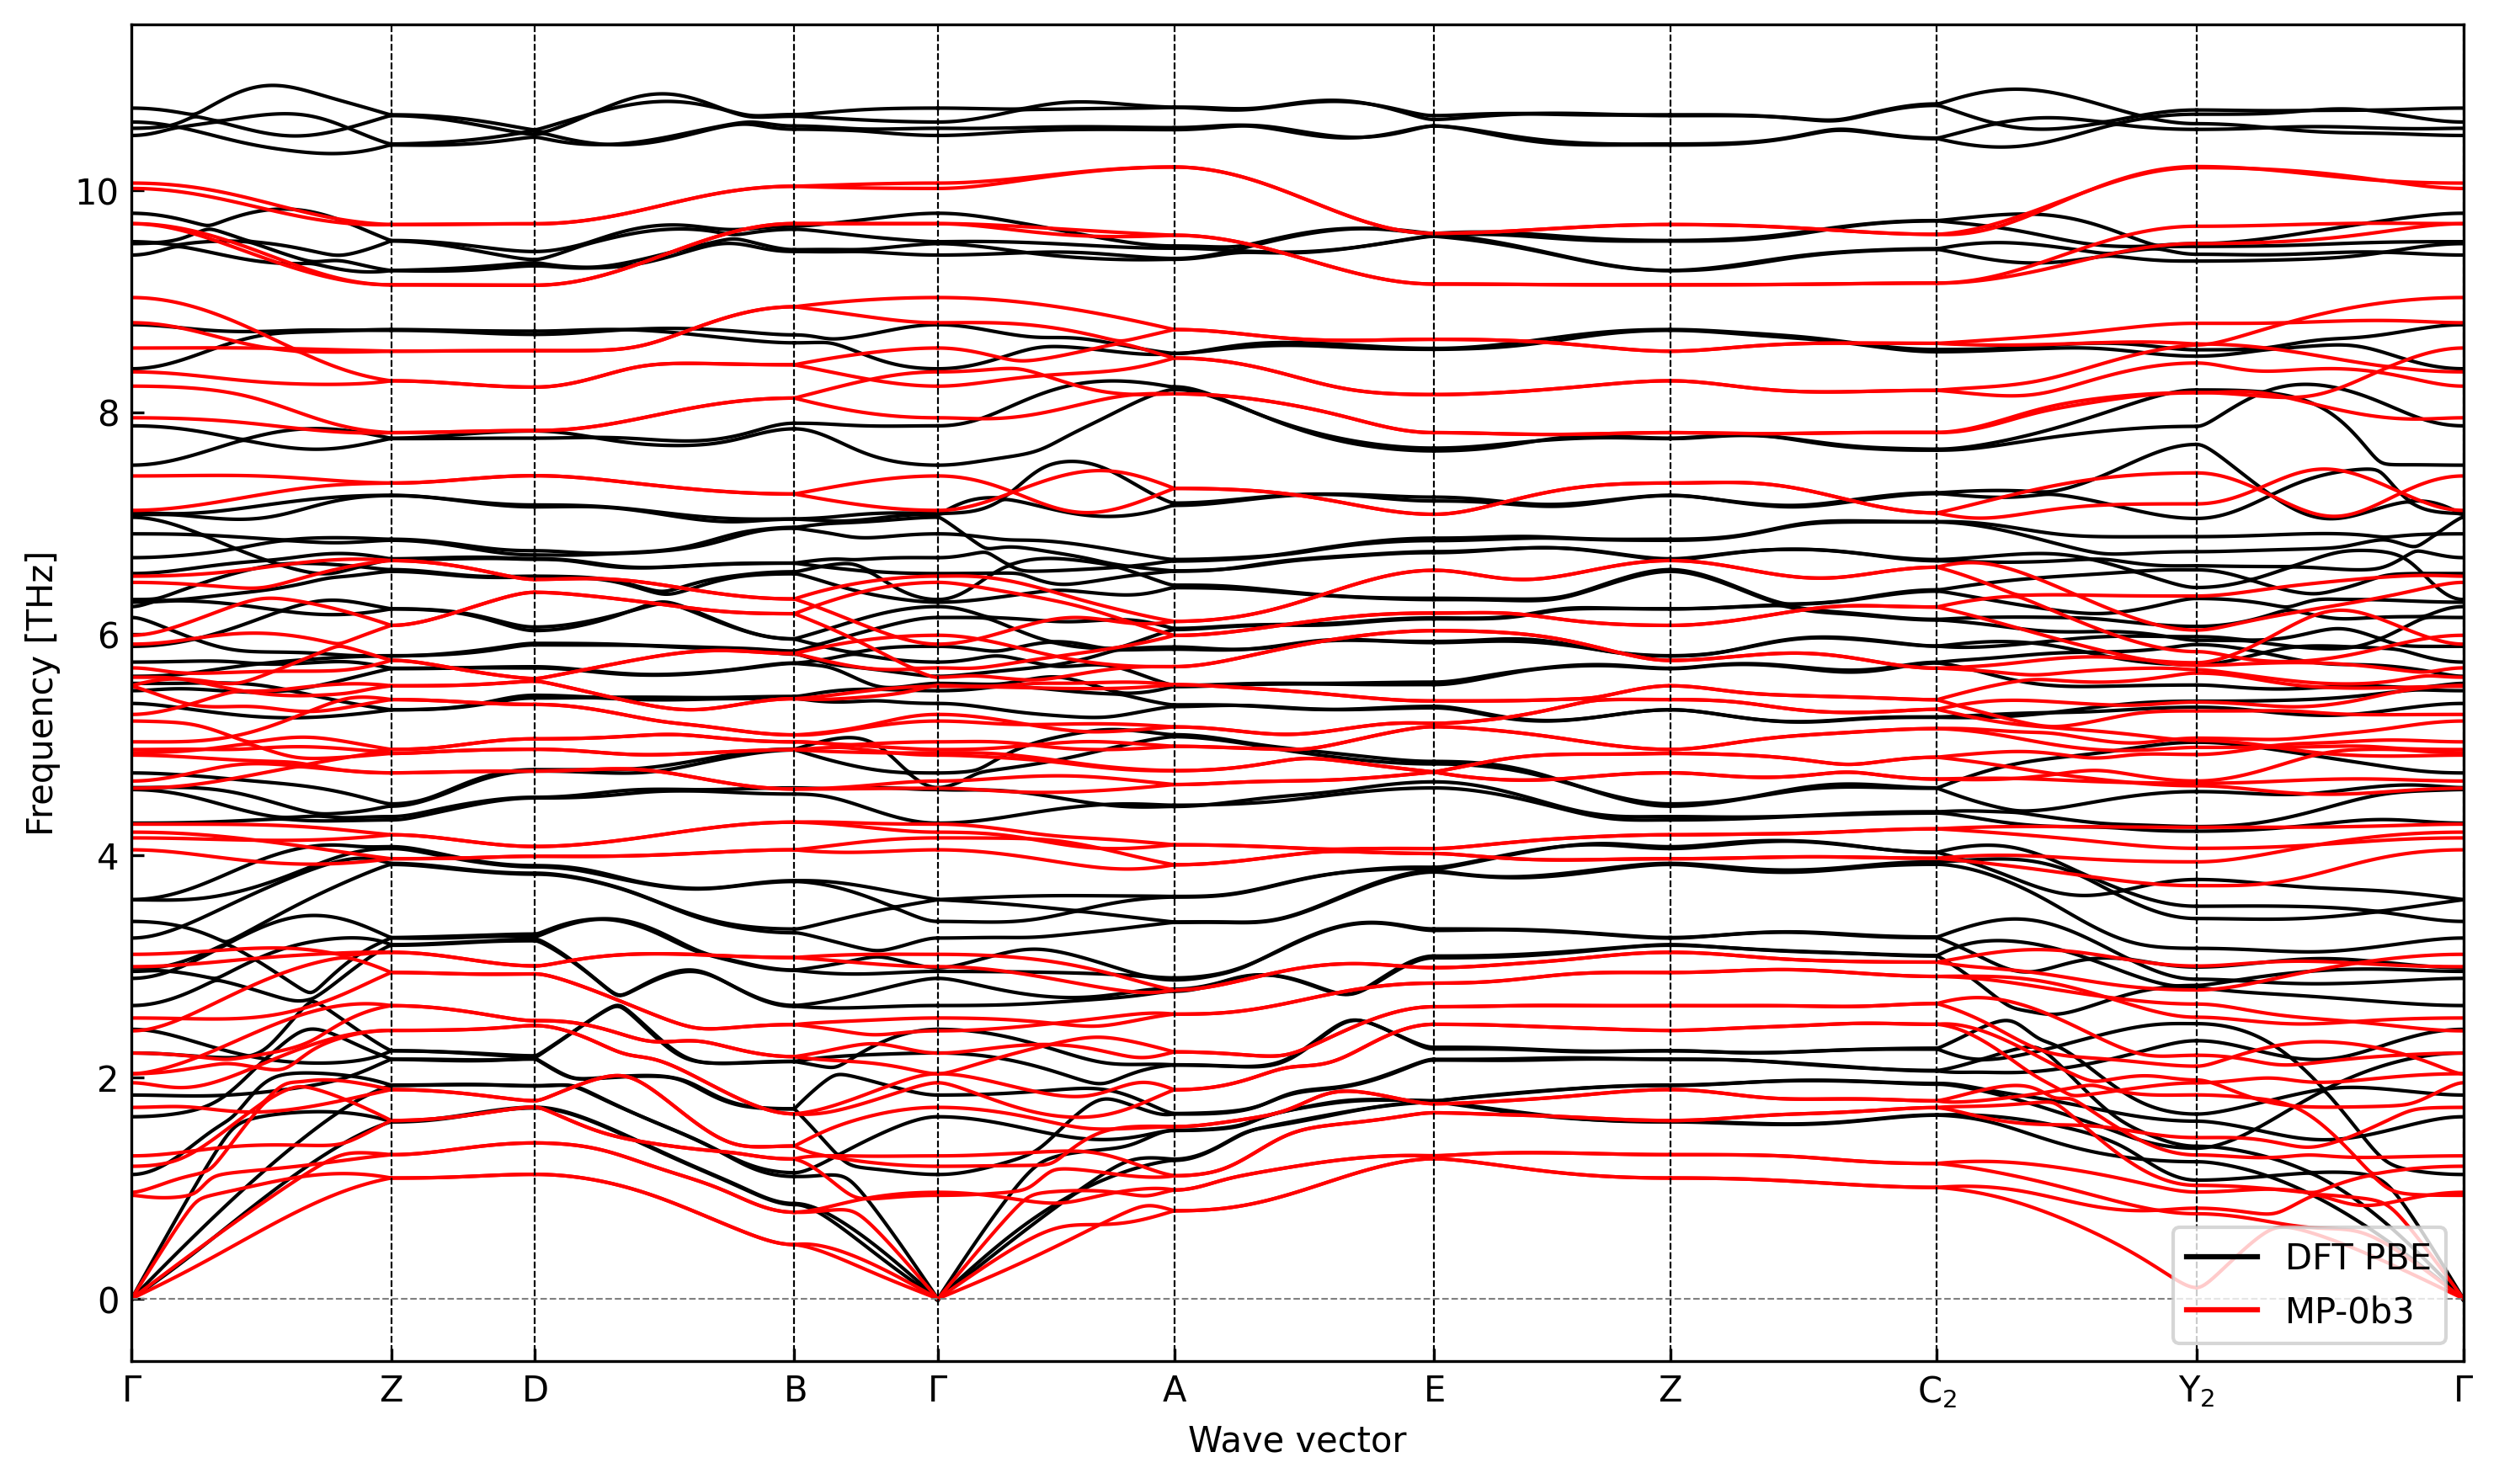 Frequency [THz]
10
8
6
4
2
0
DFT PBE
MP-0b3
Γ Z D B Γ A E Z C₂ Y₂ Γ
Wave vector